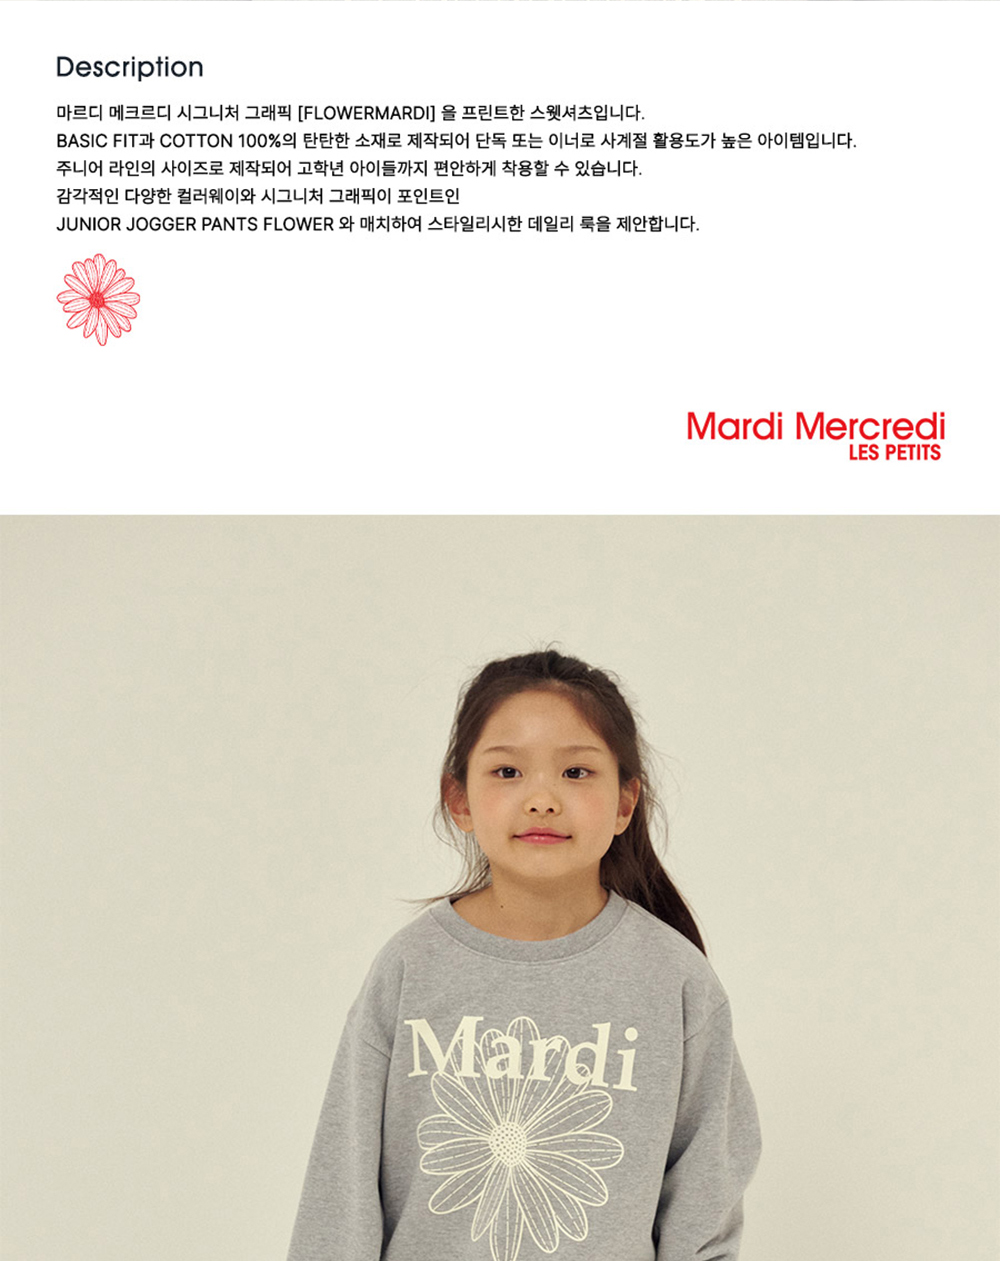 Description
마르디 메크르디 시그니처 그래픽 [FLOWERMARDI] 을 프린트한 스웻셔츠입니다.
BASIC FIT과 COTTON 100%의 탄탄한 소재로 제작되어 단독 또는 이너로 사계절 활용도가 높은 아이템입니다.
주니어 라인의 사이즈로 제작되어 고학년 아이들까지 편안하게 착용할 수 있습니다.
감각적인 다양한 컬러웨이와 시그니처 그래픽이 포인트인
JUNIOR JOGGER PANTS FLOWER 와 매치하여 스타일리시한 데일리 룩을 제안합니다.
Mardi Mercredi
LES PETITS
Mardi